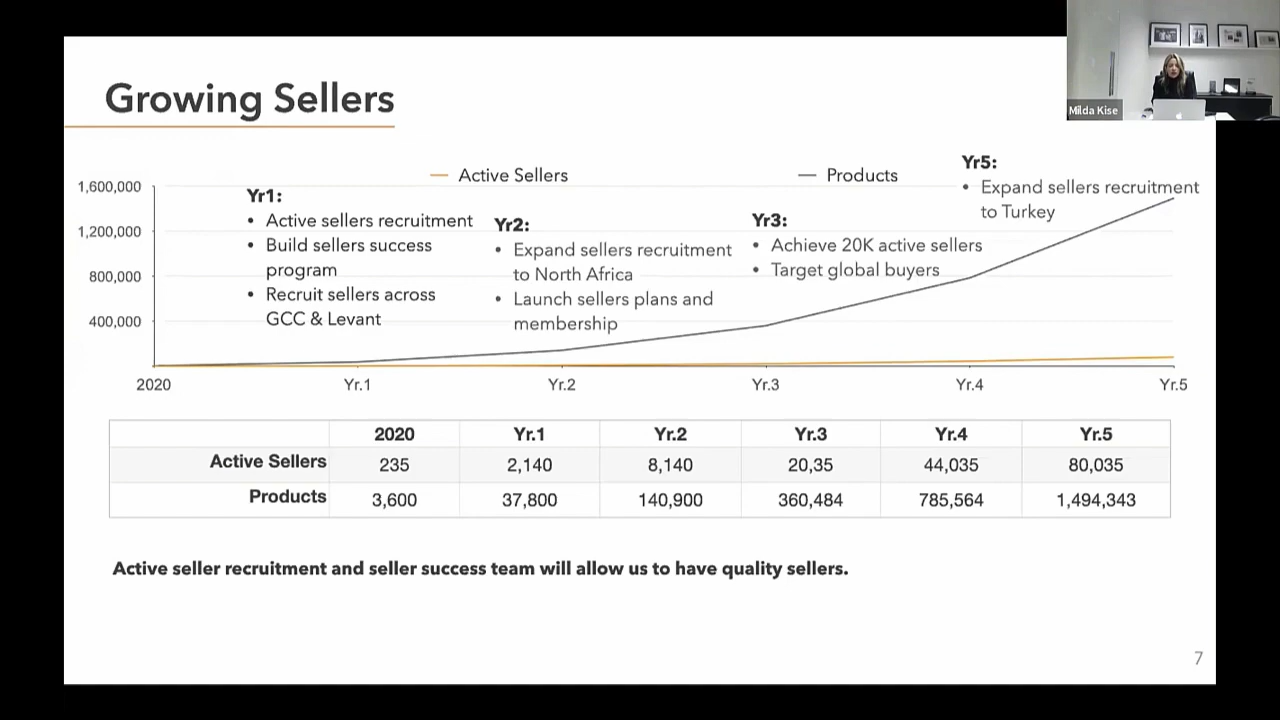 Milda Kise
Growing Sellers
Active Sellers
Products
1,600,000
1,200,000
800,000
400,000
Yr1:
• Active sellers recruitment
• Build sellers success
program
• Recruit sellers across
GCC & Levant
Yr2:
• Expand sellers recruitment
to North Africa
• Launch sellers plans and
membership
Yr3:
• Achieve 20K active sellers
• Target global buyers
Yr5:
• Expand sellers recruitment
to Turkey
2020 Yr.1 Yr.2 Yr.3 Yr.4 Yr.5
2020 Yr.1 Yr.2 Yr.3 Yr.4 Yr.5
Active Sellers 235 2,140 8,140 20,35 44,035 80,035
Products 3,600 37,800 140,900 360,484 785,564 1,494,343
Active seller recruitment and seller success team will allow us to have quality sellers.
7